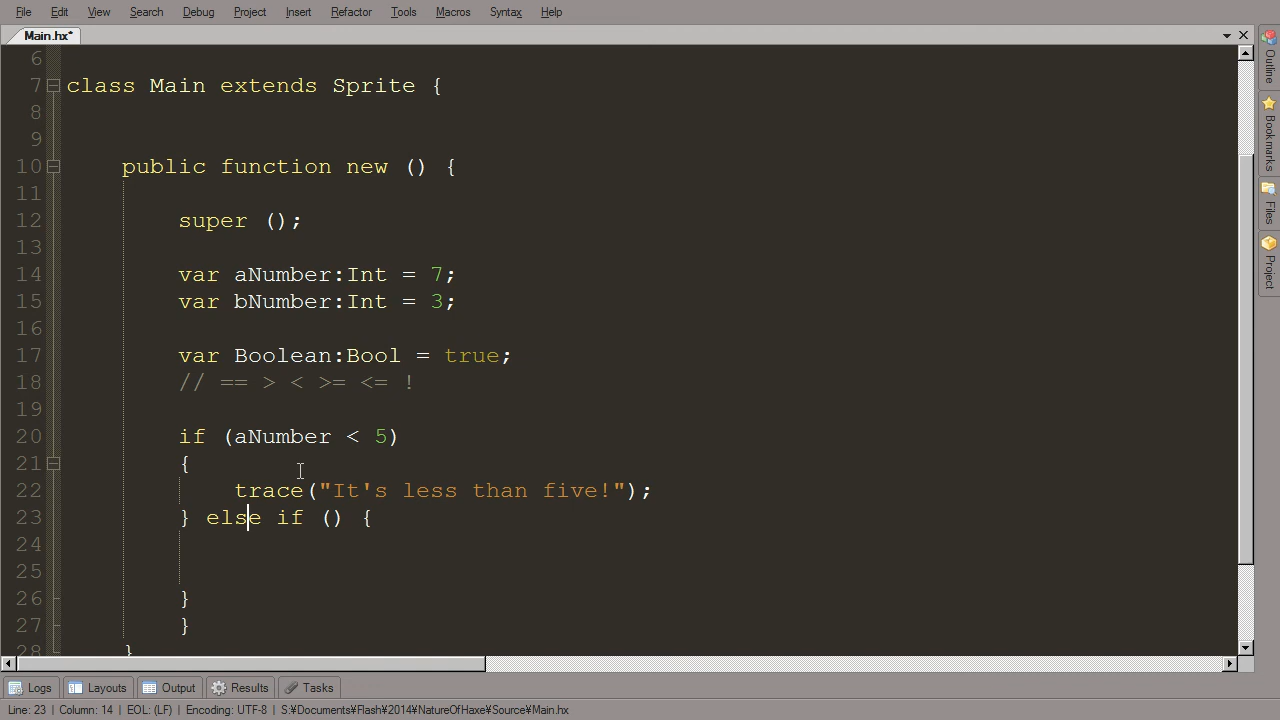 File Edit View Search Debug Project Insert Refactor Tools Macros Syntax Help
Main.hx*
6
7 class Main extends Sprite {
8
9
10 public function new () {
11
12 super ();
13
14 var aNumber:Int = 7;
15 var bNumber:Int = 3;
16
17 var Boolean:Bool = true;
18 // == > < >= <= !
19
20 if (aNumber < 5)
21 {
22 trace("It's less than five!");
23 } else if () {
24
25
26 }
27 }
28 }
Outline
Bookmarks
Files
Project
Logs Layouts Output Results Tasks
Line: 23 | Column: 14 | EOL: (LF) | Encoding: UTF-8 | S:¥Documents¥Flash¥2014¥NatureOfHaxe¥Source¥Main.hx